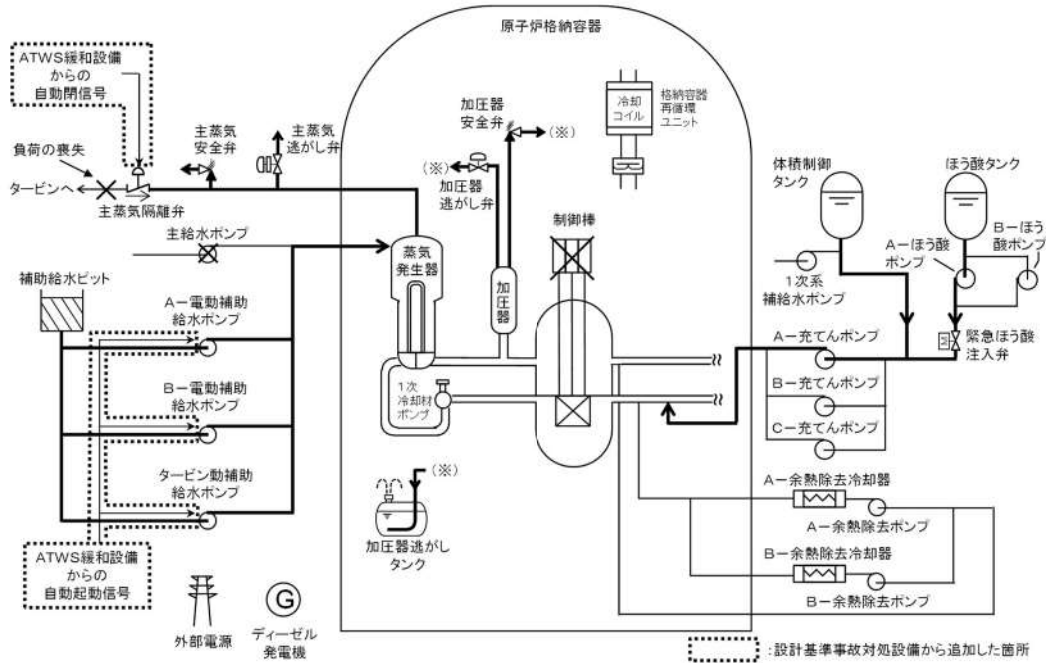 原子炉格納容器
ATWS緩和設備
からの
自動閉信号
負荷の喪失
タービンへ
主蒸気隔離弁
主蒸気
安全弁
主蒸気
逃がし弁
加圧器
安全弁
(※)
(※)
加圧器
逃がし弁
冷却
コイル
格納容器
再循環
ユニット
体積制御
タンク
ほう酸タンク
A-ほう酸
ポンプ
B-ほう
酸ポンプ
1次系
補給水ポンプ
緊急ほう酸
注入弁
M
主給水ポンプ
蒸気
発生器
加
圧
器
制御棒
補助給水ピット
A-電動補助
給水ポンプ
B-電動補助
給水ポンプ
タービン動補助
給水ポンプ
1次
冷却材
ポンプ
A-充てんポンプ
B-充てんポンプ
C-充てんポンプ
(※)
加圧器逃がし
タンク
A-余熱除去冷却器
A-余熱除去ポンプ
B-余熱除去冷却器
B-余熱除去ポンプ
ATWS緩和設備
からの
自動起動信号
外部電源
G
ディーゼル
発電機
:設計基準事故対処設備から追加した箇所